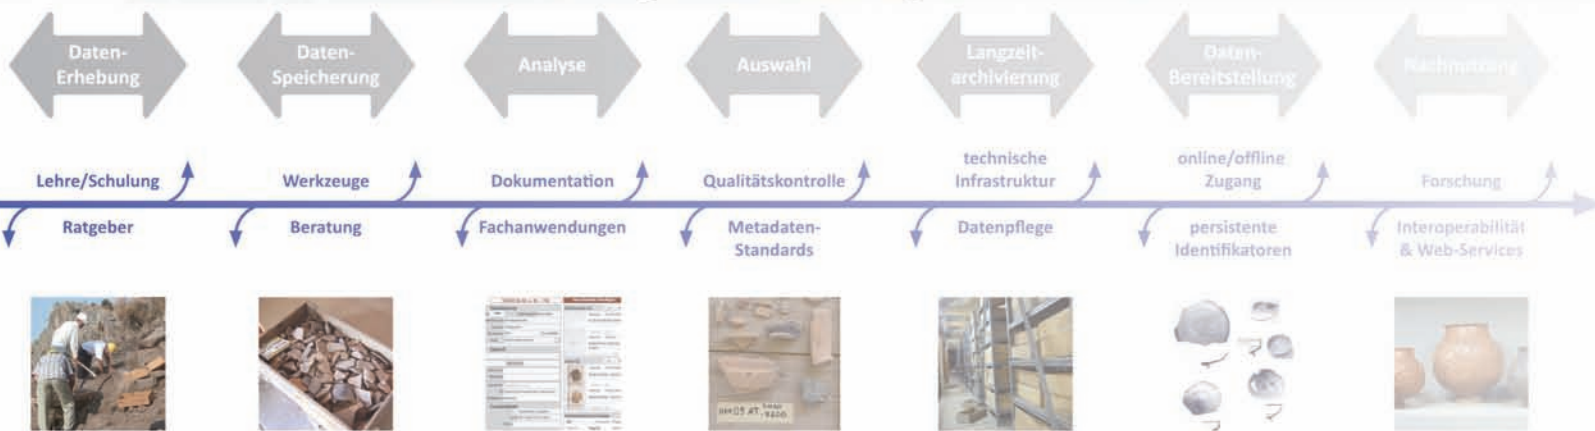 Daten-
Erhebung
Daten-
Speicherung
Analyse
Auswahl
Langzeit-
archivierung
Daten-
Bereitstellung
Nachnutzung
Lehre/Schulung
Werkzeuge
Dokumentation
Qualitätskontrolle
technische
Infrastruktur
online/offline
Zugang
Forschung
Ratgeber
Beratung
Fachanwendungen
Metadaten-
Standards
Datenpflege
persistente
Identifikatoren
Interoperabilität
& Web-Services